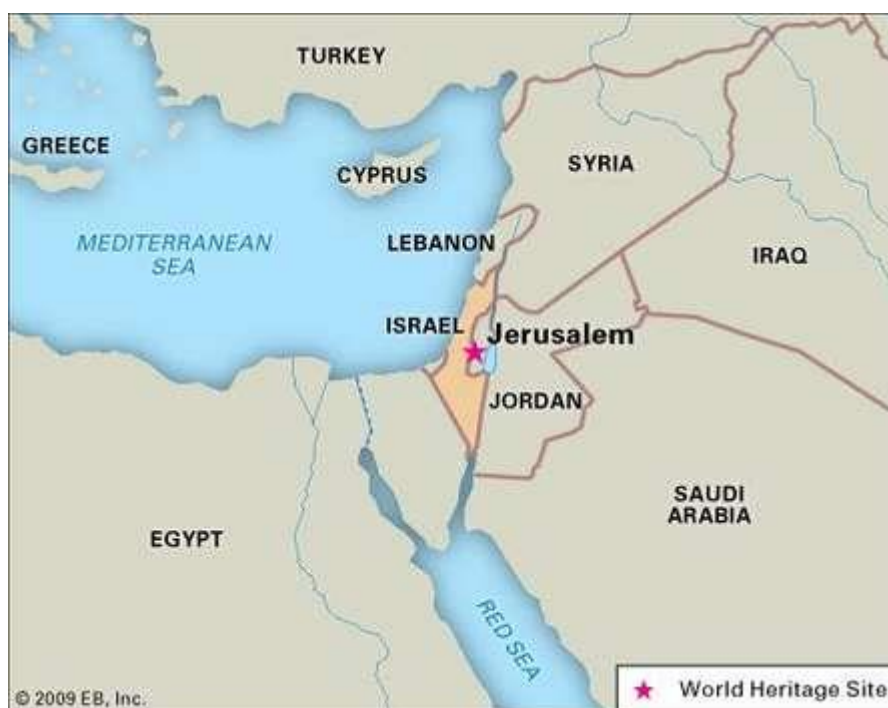 TURKEY
GREECE
CYPRUS
SYRIA
MEDITERRANEAN
SEA
LEBANON
IRAQ
ISRAEL
Jerusalem
JORDAN
SAUDI
ARABIA
EGYPT
RED SEA
© 2009 EB, Inc.
World Heritage Site